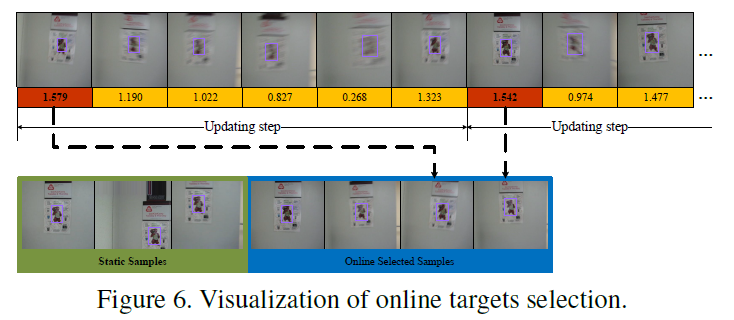 ...
1.579 1.190 1.022 0.827 0.268 1.323 1.542 0.974 1.477 ...
Updating step Updating step
Static Samples Online Selected Samples
Figure 6. Visualization of online targets selection.